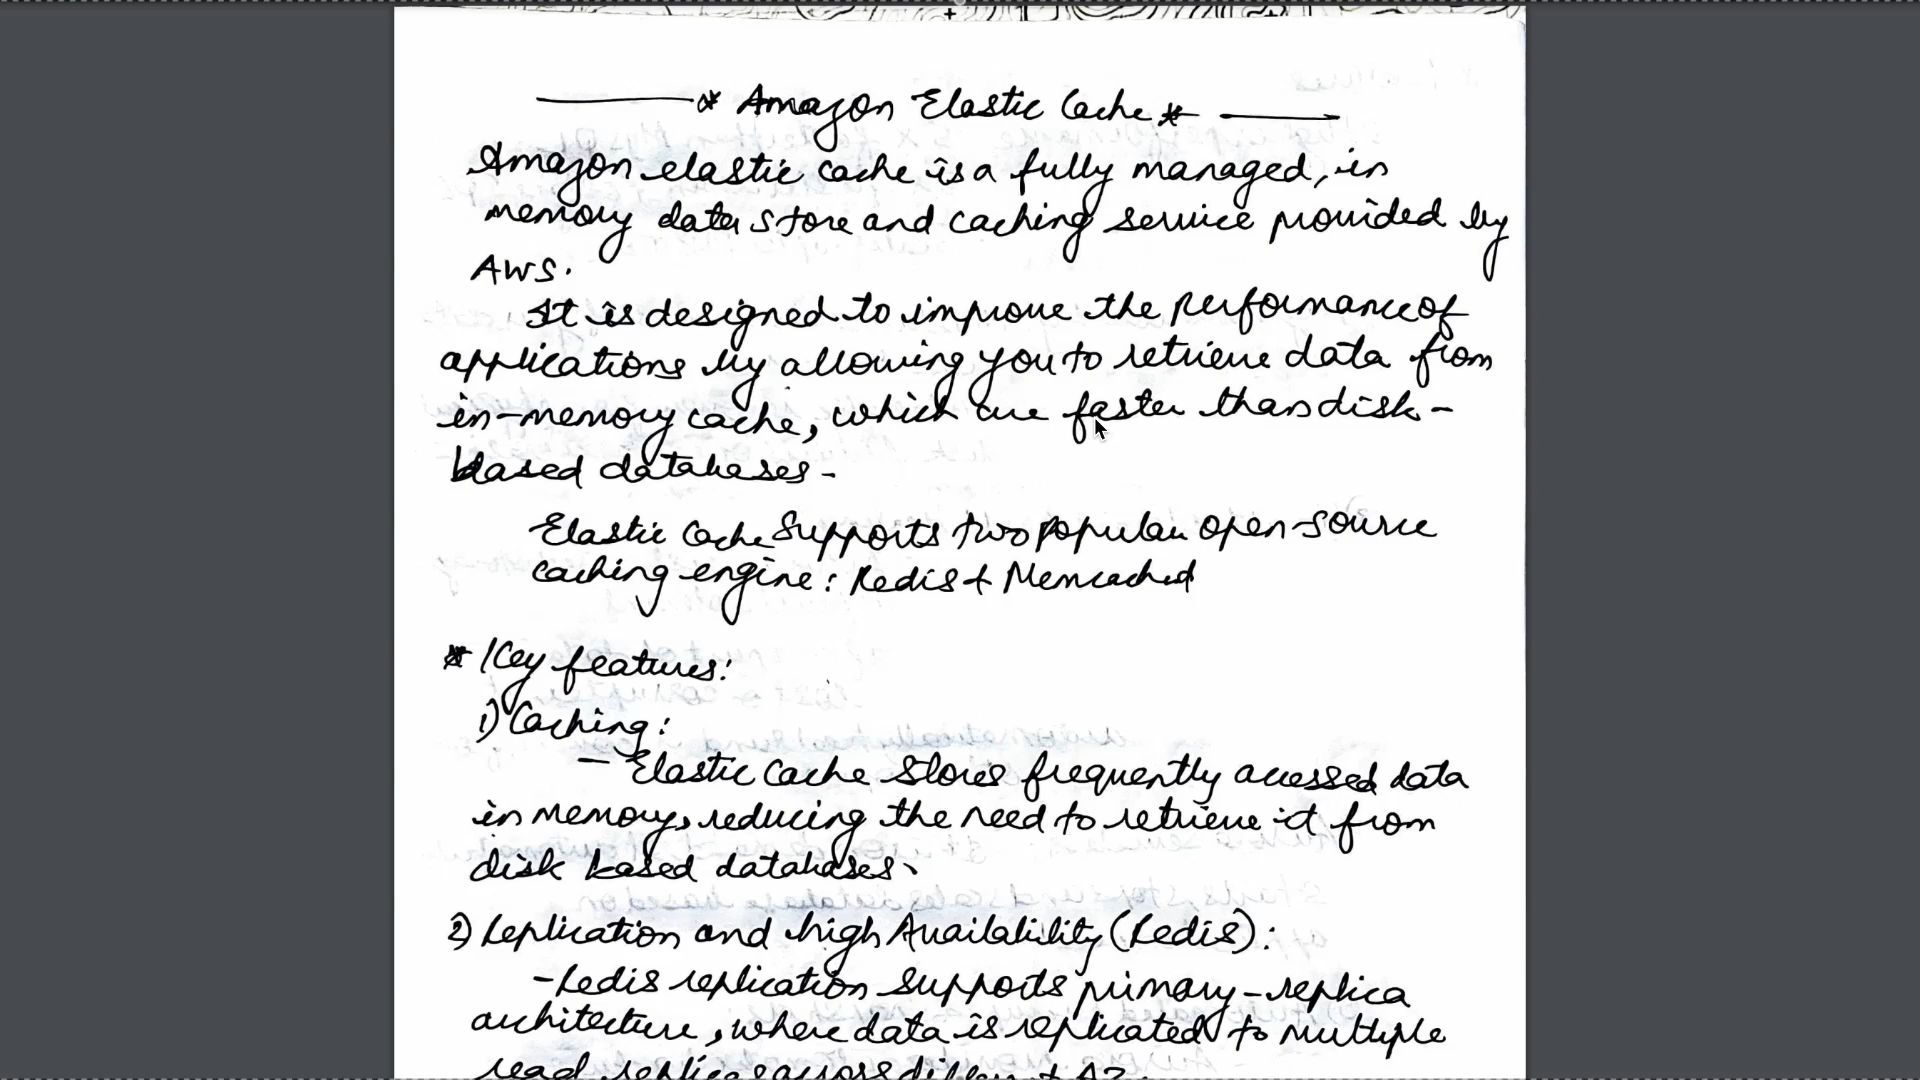 * Amazon Elastic Cache *
Amazon elastic cache is a fully managed, in
memory data store and caching service provided by
AWS.
It is designed to improve the performance of
applications by allowing you to retrieve data from
in-memory cache, which are faster than disk-
based databases-
Elastic Cache Supports two popular open-source
caching engine: Redis + Memcached
* Key features:
1) Caching:
- Elastic Cache stores frequently accessed data
in memory, reducing the need to retrieve it from
disk based databases.
2) Replication and high Availability (Redis):
- Redis replication supports primary-replica
architecture, where data is replicated to multiple
read replicas across different AZ